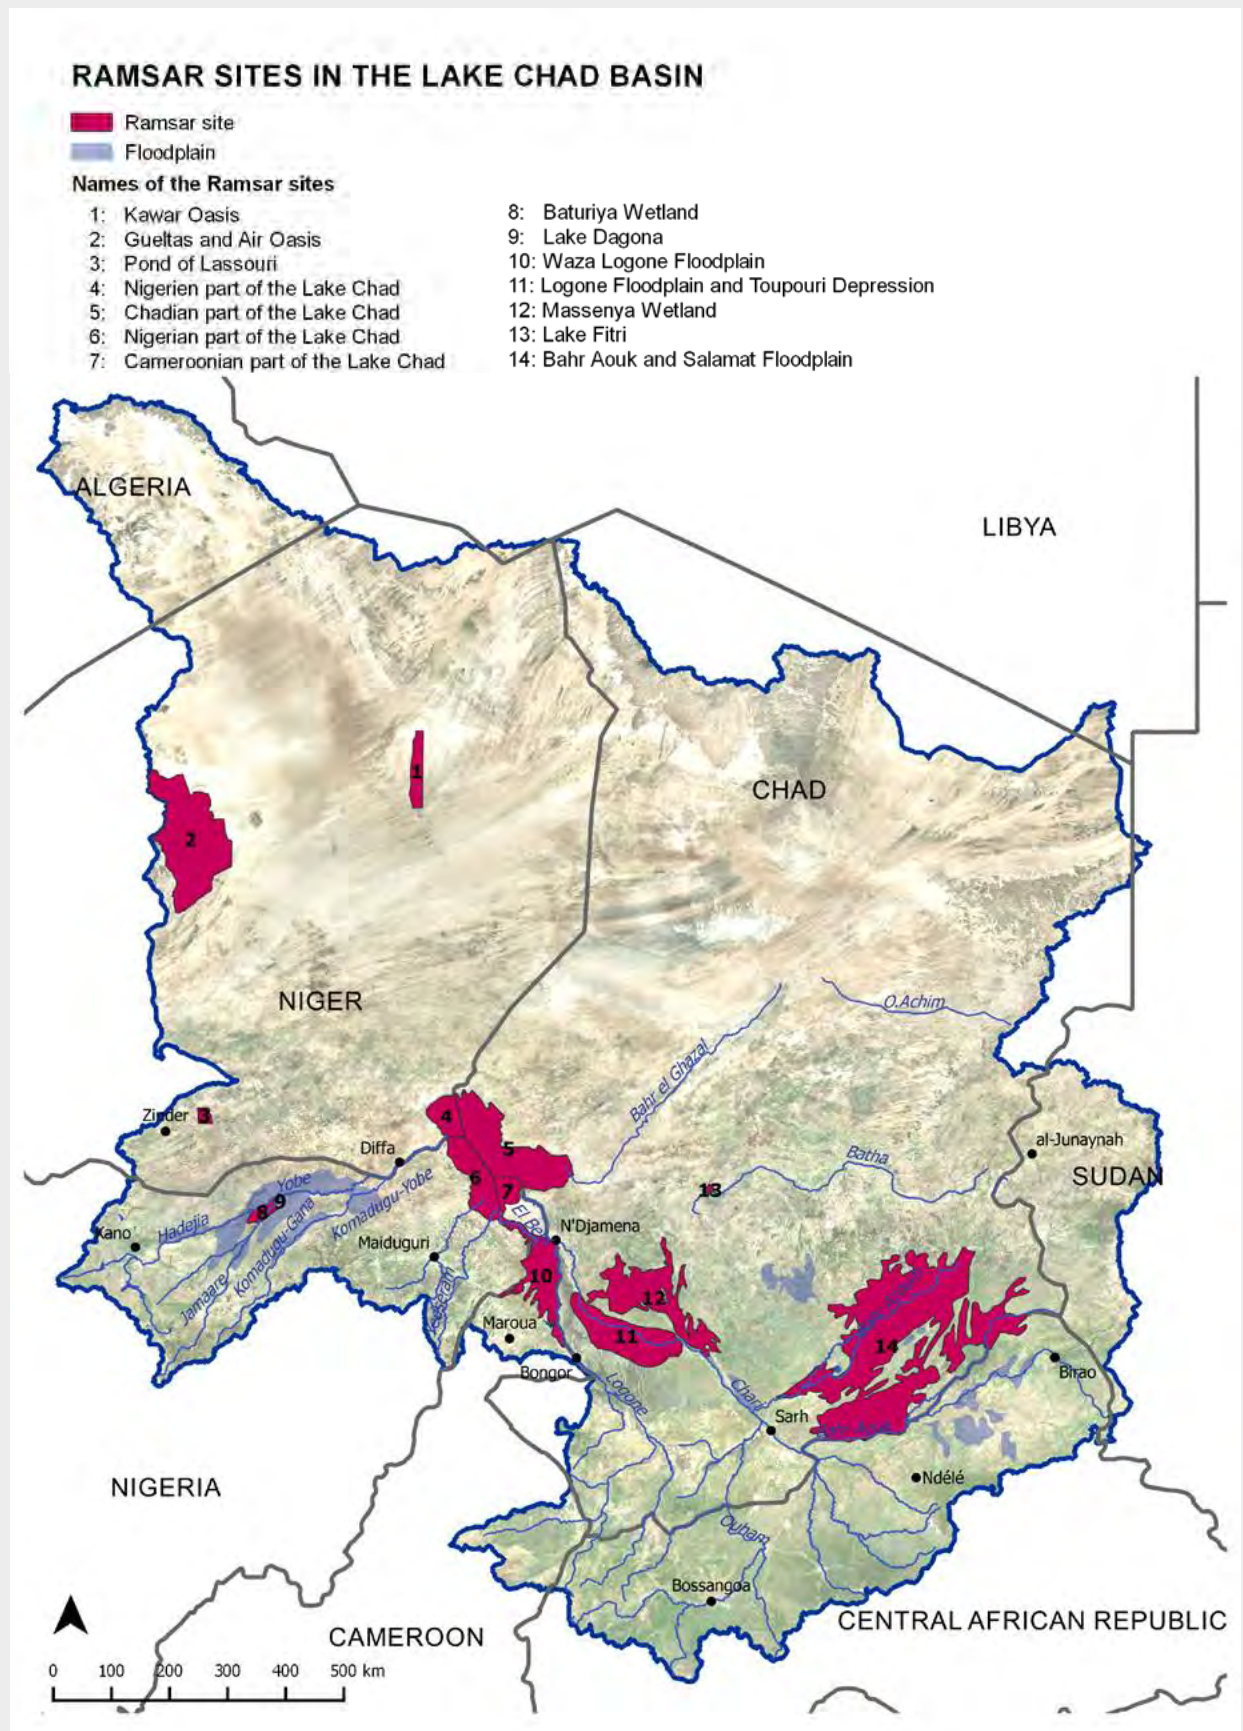 RAMSAR SITES IN THE LAKE CHAD BASIN
Ramsar site
Floodplain
Names of the Ramsar sites
1: Kawar Oasis
2: Gueltas and Air Oasis
3: Pond of Lassouri
4: Nigerien part of the Lake Chad
5: Chadian part of the Lake Chad
6: Nigerian part of the Lake Chad
7: Cameroonian part of the Lake Chad
8: Baturiya Wetland
9: Lake Dagona
10: Waza Logone Floodplain
11: Logone Floodplain and Toupouri Depression
12: Massenya Wetland
13: Lake Fitri
14: Bahr Aouk and Salamat Floodplain
ALGERIA
LIBYA
1
CHAD
2
NIGER
O.Achim
Bahr el Ghazal
Zinder
3
4
Diffa
5
al-Junaynah
Batha
SUDAN
Yobe
6
7
13
9
8
Komadugu-Yobe
Hadejia
Komadugu-Gana
El Be
N'Djamena
Kano
Maiduguri
10
Jamaare
12
Maroua
11
14
Bongor
Birao
Logone
Chari
Sarh
Ndélé
NIGERIA
Ouham
Bossangoa
CENTRAL AFRICAN REPUBLIC
CAMEROON
0 100 200 300 400 500 km